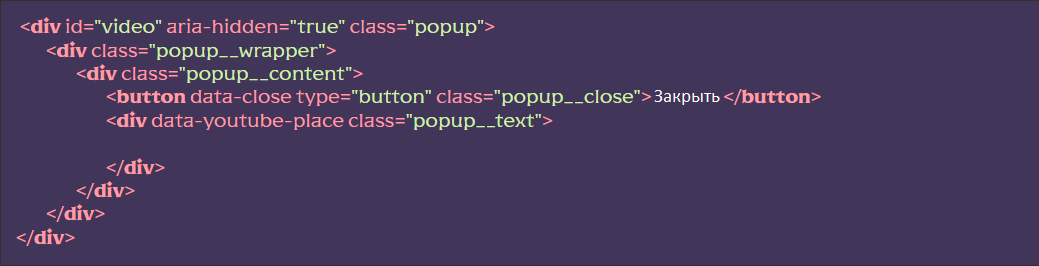 <div id="video" aria-hidden="true" class="popup">
<div class="popup__wrapper">
<div class="popup__content">
<button data-close type="button" class="popup__close">Закрыть</button>
<div data-youtube-place class="popup__text">
</div>
</div>
</div>
</div>